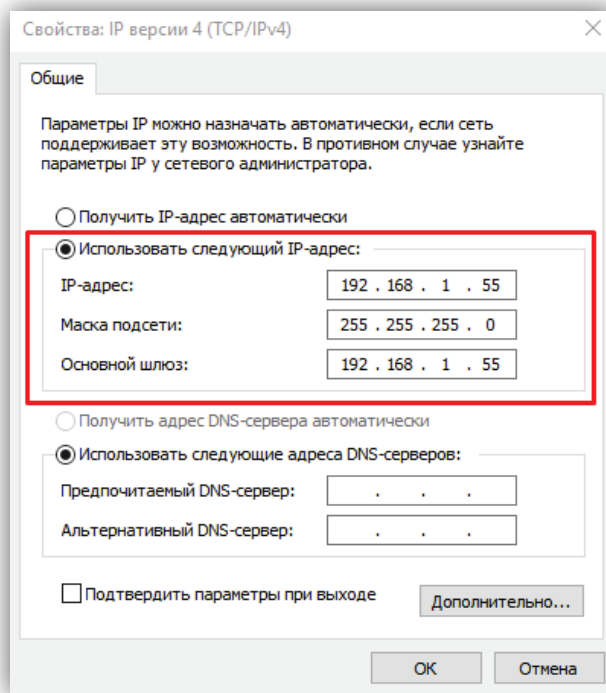 Свойства: IP версии 4 (TCP/IPv4)
Общие
Параметры IP можно назначать автоматически, если сеть
поддерживает эту возможность. В противном случае узнайте
параметры IP у сетевого администратора.
Получить IP-адрес автоматически
Использовать следующий IP-адрес:
IP-адрес: 192 . 168 . 1 . 55
Маска подсети: 255 . 255 . 255 . 0
Основной шлюз: 192 . 168 . 1 . 55
Получить адрес DNS-сервера автоматически
Использовать следующие адреса DNS-серверов:
Предпочитаемый DNS-сервер: . . .
Альтернативный DNS-сервер: . . .
Подтвердить параметры при выходе Дополнительно...
ОК Отмена